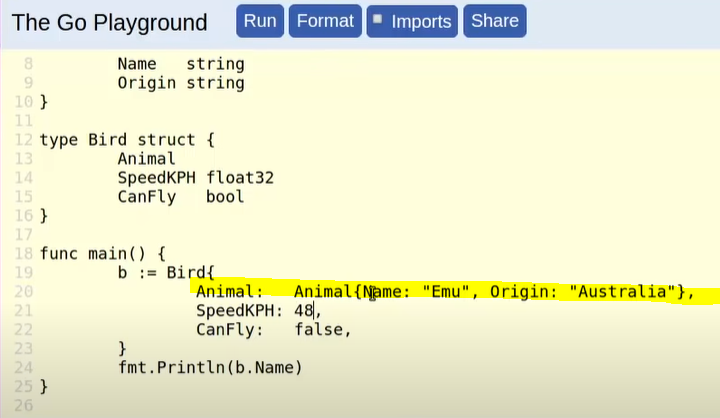 The Go Playground Run Format Imports Share
8 Name string
9 Origin string
10 }
11
12 type Bird struct {
13 Animal
14 SpeedKPH float32
15 CanFly bool
16 }
17
18 func main() {
19 b := Bird{
20 Animal: Animal{Name: "Emu", Origin: "Australia"},
21 SpeedKPH: 48,
22 CanFly: false,
23 }
24 fmt.Println(b.Name)
25 }
26